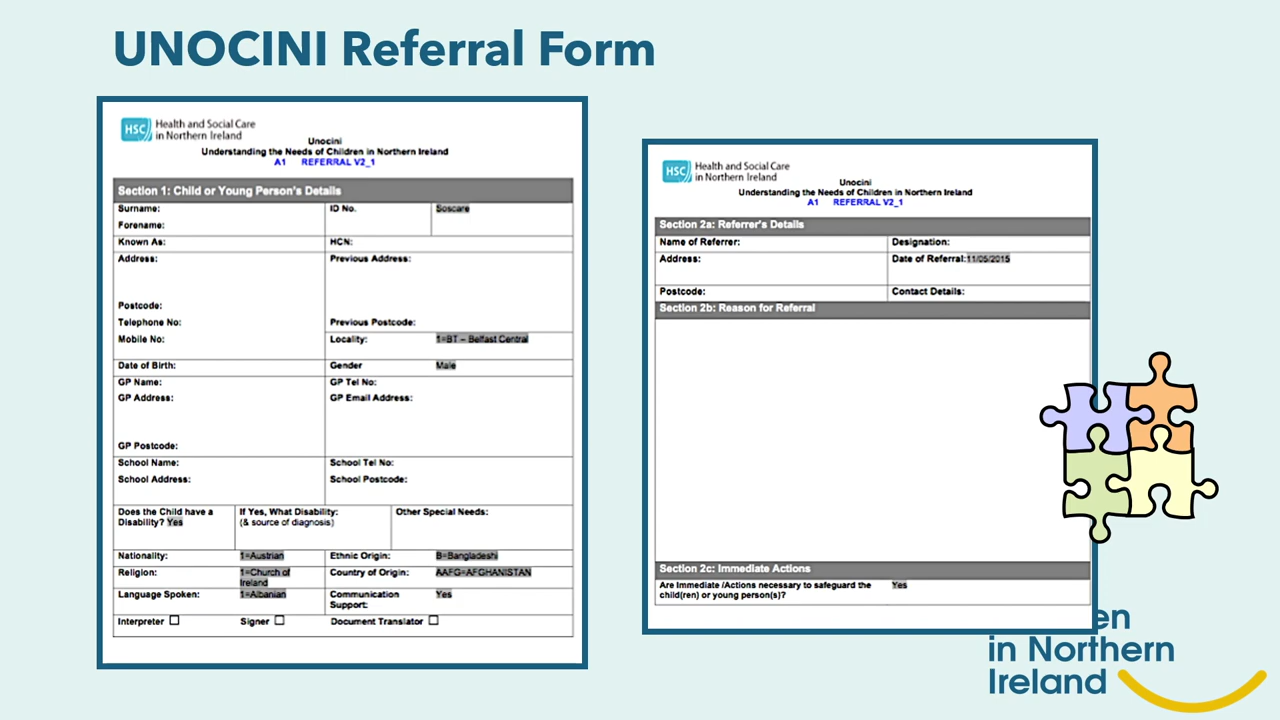 UNOCINI Referral Form
HSC Health and Social Care
in Northern Ireland
Unocini
Understanding the Needs of Children in Northern Ireland
A1 REFERRAL V2_1
Section 1: Child or Young Person's Details
Surname: ID No. Soscare
Forename:
Known As: HCN:
Address: Previous Address:
Postcode:
Telephone No: Previous Postcode:
Mobile No: Locality: 1=BT – Belfast Central
Date of Birth: Gender Male
GP Name: GP Tel No:
GP Address: GP Email Address:
GP Postcode:
School Name: School Tel No:
School Address: School Postcode:
Does the Child have a If Yes, What Disability: Other Special Needs:
Disability? Yes (& source of diagnosis)
Nationality: 1=Austrian Ethnic Origin: B=Bangladeshi
Religion: 1=Church of Country of Origin: AAFG=AFGHANISTAN
Ireland
Language Spoken: 1=Albanian Communication Yes
Support:
Interpreter Signer Document Translator
HSC Health and Social Care
in Northern Ireland
Unocini
Understanding the Needs of Children in Northern Ireland
A1 REFERRAL V2_1
Section 2a: Referrer's Details
Name of Referrer: Designation:
Address: Date of Referral:11/05/2015
Postcode: Contact Details:
Section 2b: Reason for Referral
Section 2c: Immediate Actions
Are Immediate /Actions necessary to safeguard the Yes
child(ren) or young person(s)?
en
in Northern
Ireland